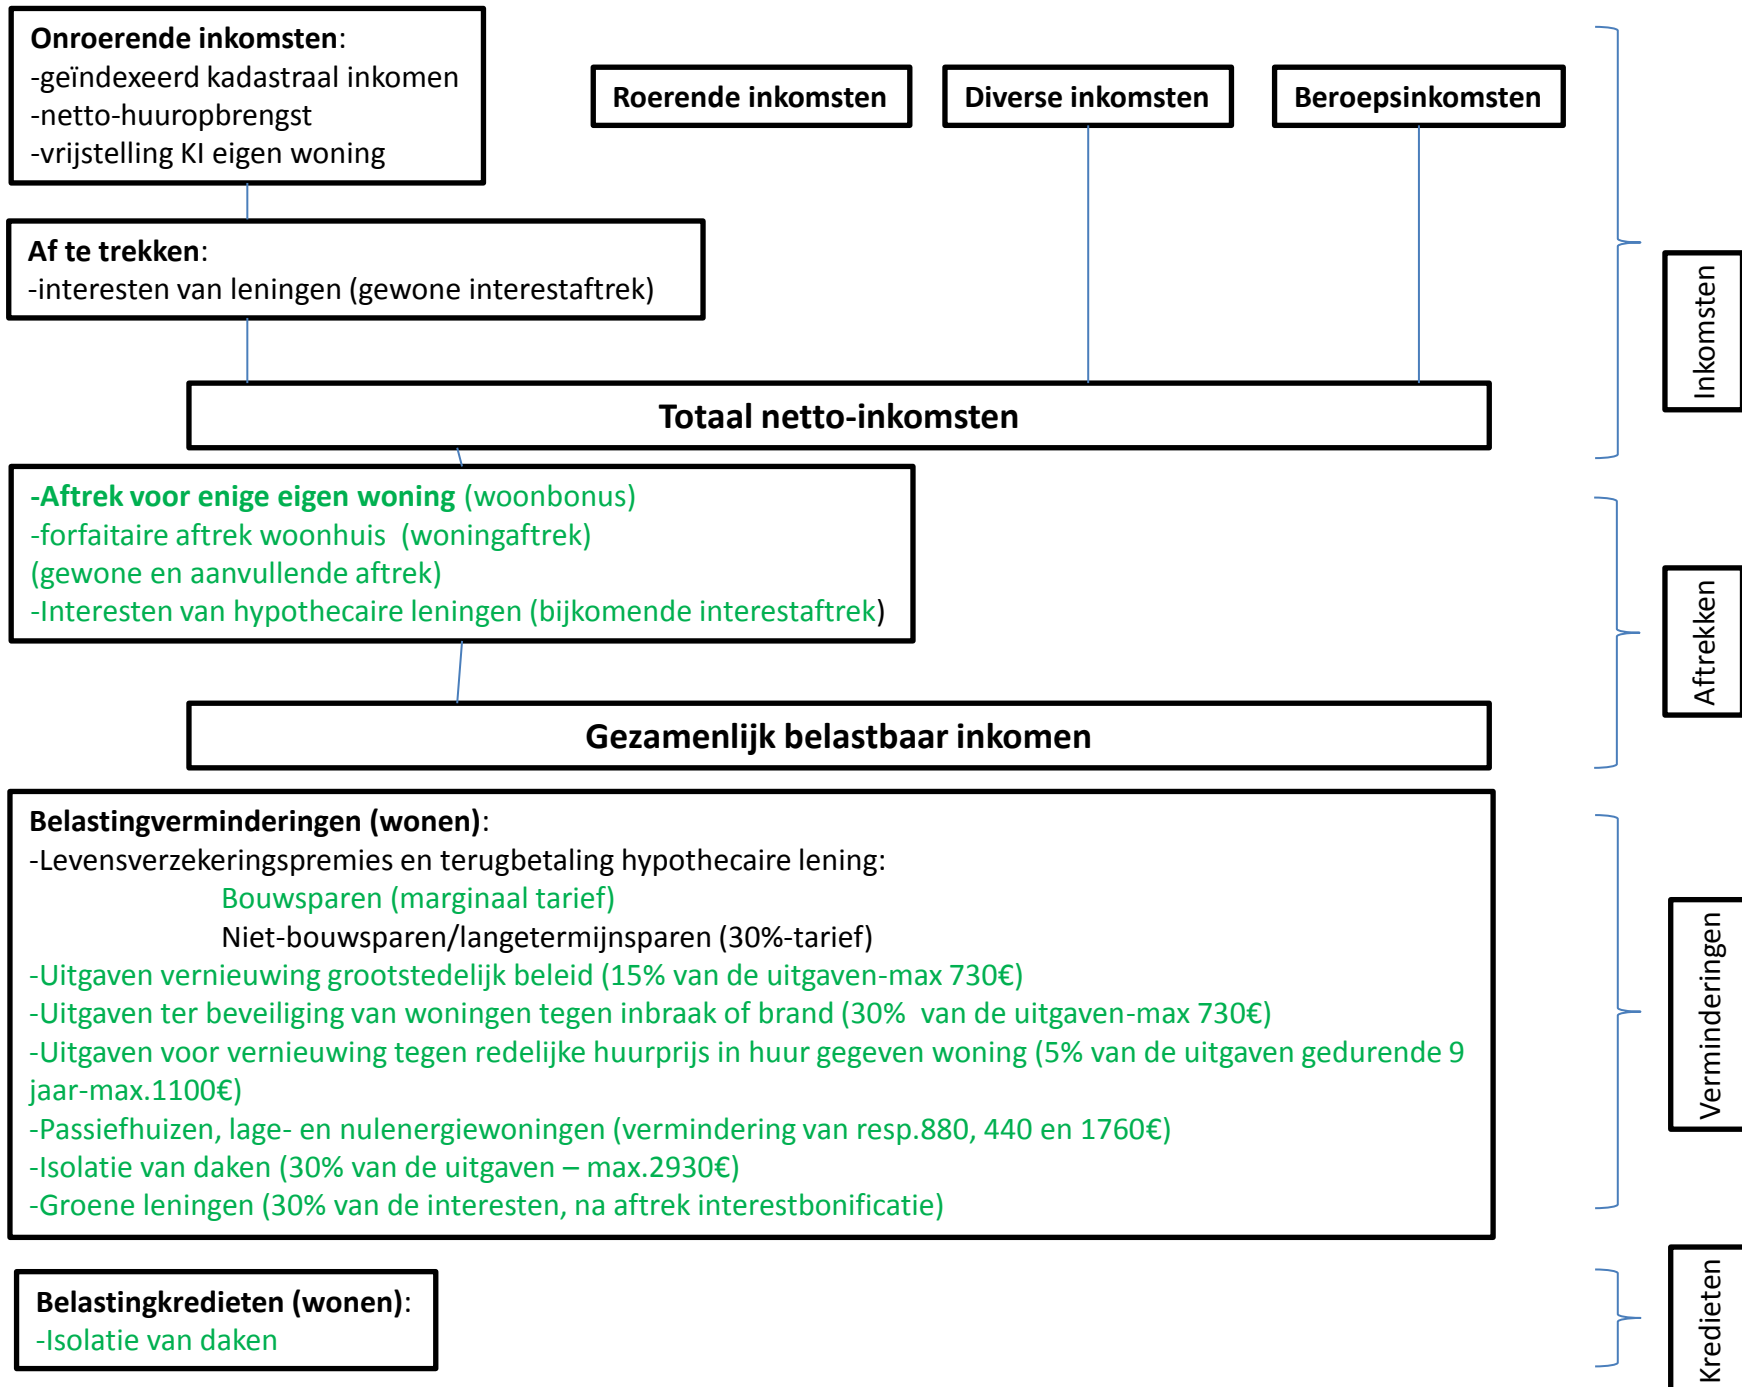 Onroerende inkomsten:
-geïndexeerd kadastraal inkomen
-netto-huuropbrengst
-vrijstelling KI eigen woning
Roerende inkomsten
Diverse inkomsten
Beroepsinkomsten
Af te trekken:
-interesten van leningen (gewone interestaftrek)
Inkomsten
Totaal netto-inkomsten
-Aftrek voor enige eigen woning (woonbonus)
-forfaitaire aftrek woonhuis  (woningaftrek)
(gewone en aanvullende aftrek)
-Interesten van hypothecaire leningen (bijkomende interestaftrek)
Aftrekken
Gezamenlijk belastbaar inkomen
Belastingverminderingen (wonen):
-Levensverzekeringspremies en terugbetaling hypothecaire lening:
Bouwsparen (marginaal tarief)
Niet-bouwsparen/langetermijnsparen (30%-tarief)
-Uitgaven vernieuwing grootstedelijk beleid (15% van de uitgaven-max 730€)
-Uitgaven ter beveiliging van woningen tegen inbraak of brand (30%  van de uitgaven-max 730€)
-Uitgaven voor vernieuwing tegen redelijke huurprijs in huur gegeven woning (5% van de uitgaven gedurende 9
jaar-max.1100€)
-Passiefhuizen, lage- en nulenergiewoningen (vermindering van resp.880, 440 en 1760€)
-Isolatie van daken (30% van de uitgaven – max.2930€)
-Groene leningen (30% van de interesten, na aftrek interestbonificatie)
Verminderingen
Belastingkredieten (wonen):
-Isolatie van daken
Kredieten